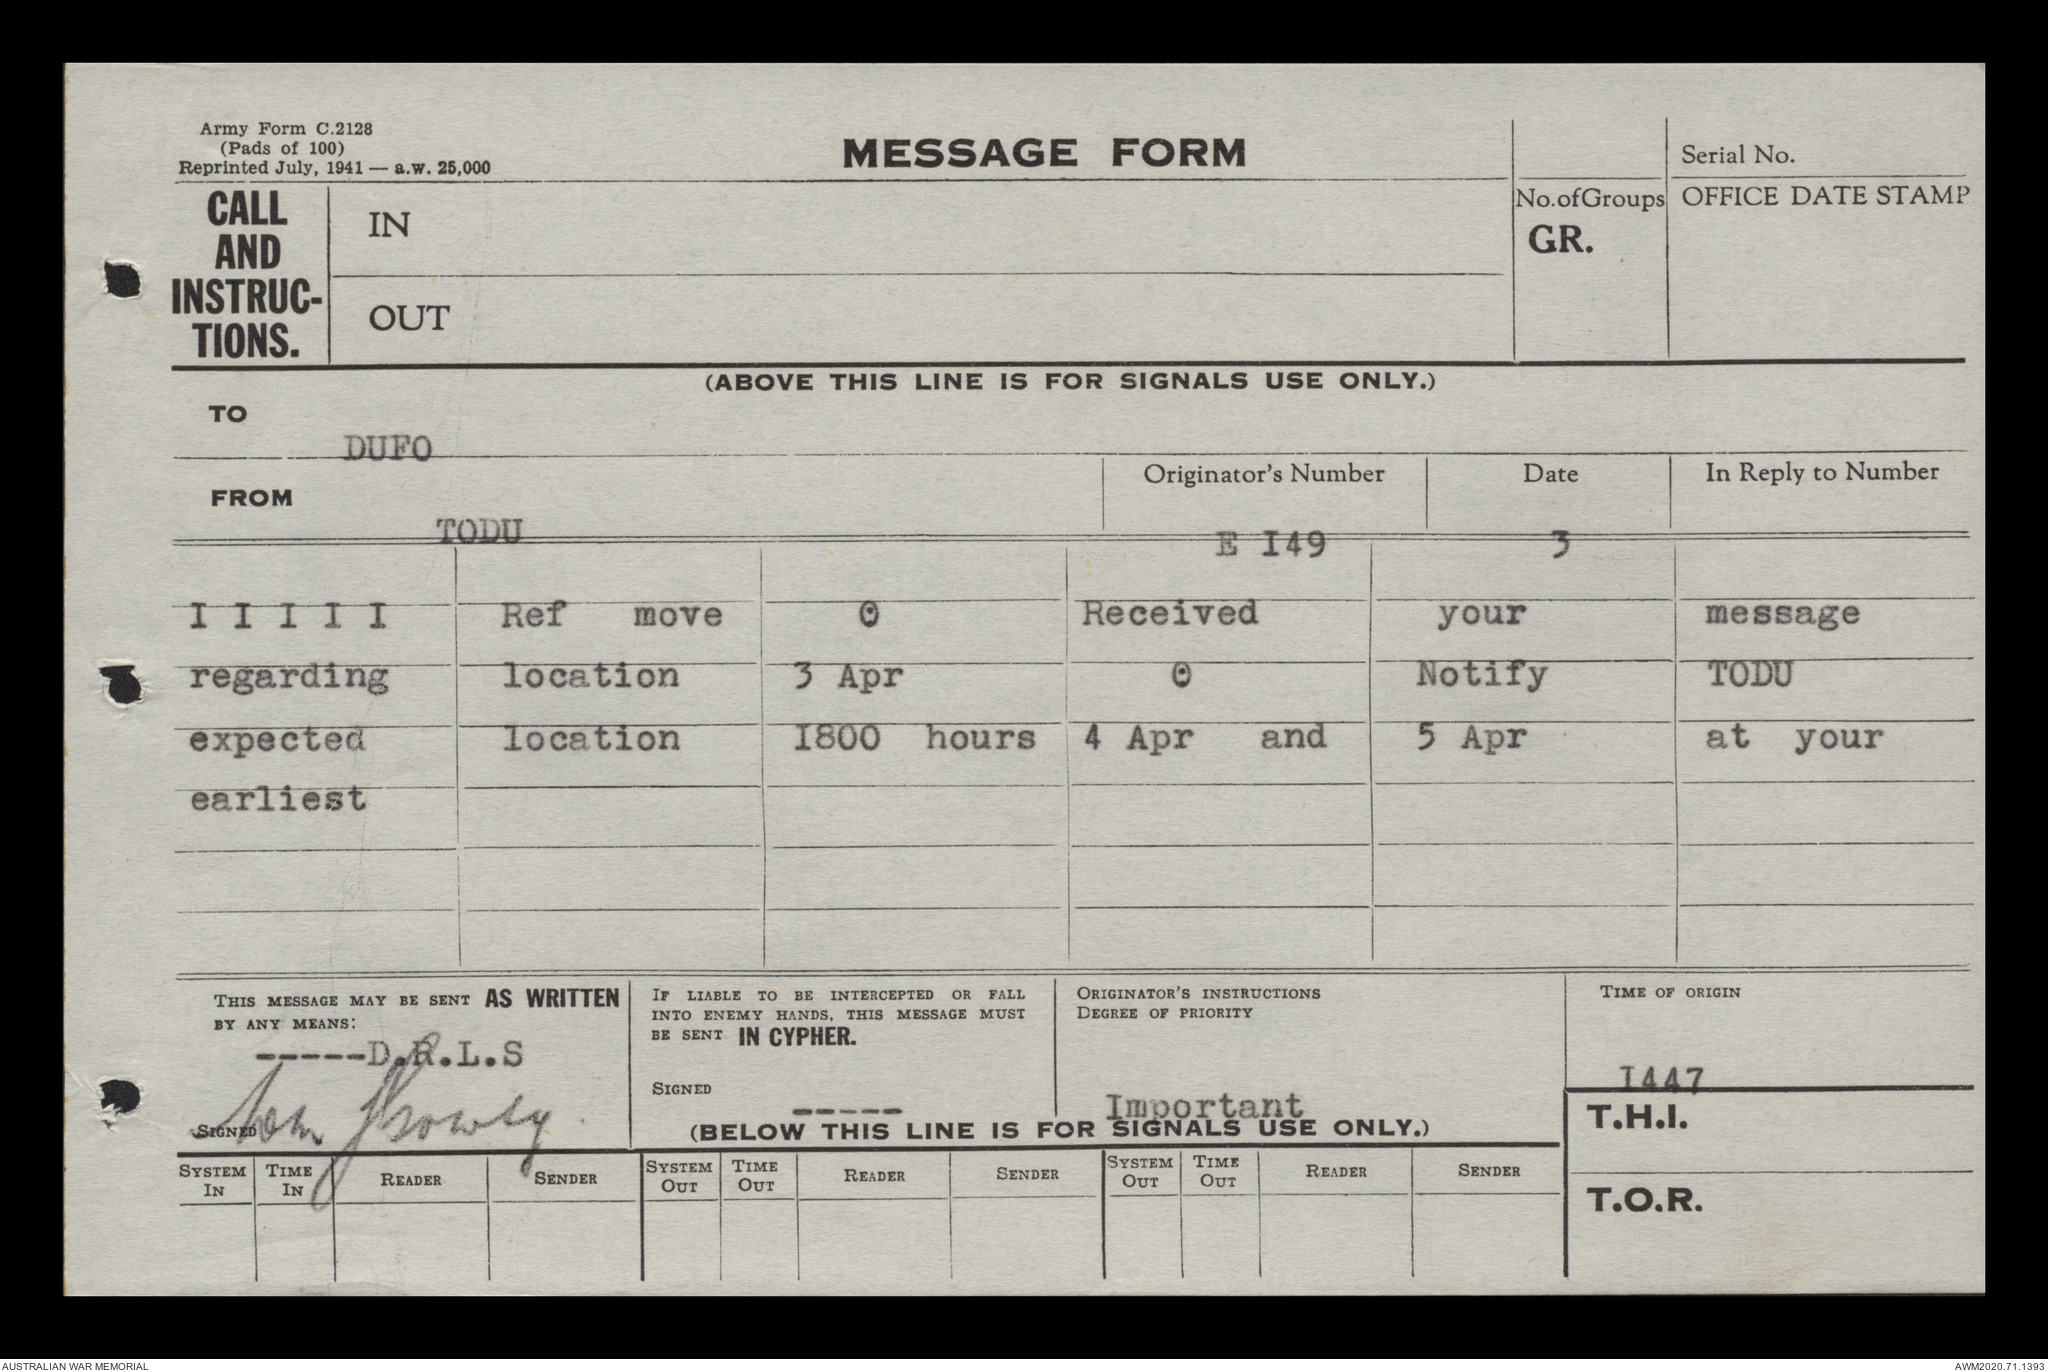 Army Form C.2128
(Pads of 100)
Reprinted July, 1941 — a.w. 25,000
MESSAGE FORM
Serial No.
CALL AND INSTRUC-TIONS.
IN
OUT
No.ofGroups
GR.
OFFICE DATE STAMP
(ABOVE THIS LINE IS FOR SIGNALS USE ONLY.)
TO
DUFO
FROM
TODU
Originator's Number
E I49
Date
3
In Reply to Number
I I I I I Ref move 0 Received your message
regarding location 3 Apr 0 Notify TODU
expected location I800 hours 4 Apr and 5 Apr at your
earliest
THIS MESSAGE MAY BE SENT AS WRITTEN
BY ANY MEANS:
-----D.R.L.S
SIGNED
IF LIABLE TO BE INTERCEPTED OR FALL
INTO ENEMY HANDS, THIS MESSAGE MUST
BE SENT IN CYPHER.
SIGNED
-----
ORIGINATOR'S INSTRUCTIONS
DEGREE OF PRIORITY
Important
TIME OF ORIGIN
I447
(BELOW THIS LINE IS FOR SIGNALS USE ONLY.)
T.H.I.
T.O.R.
SYSTEM IN TIME IN READER SENDER SYSTEM OUT TIME OUT READER SENDER SYSTEM OUT TIME OUT READER SENDER
AUSTRALIAN WAR MEMORIAL
AWM2020.71.1393